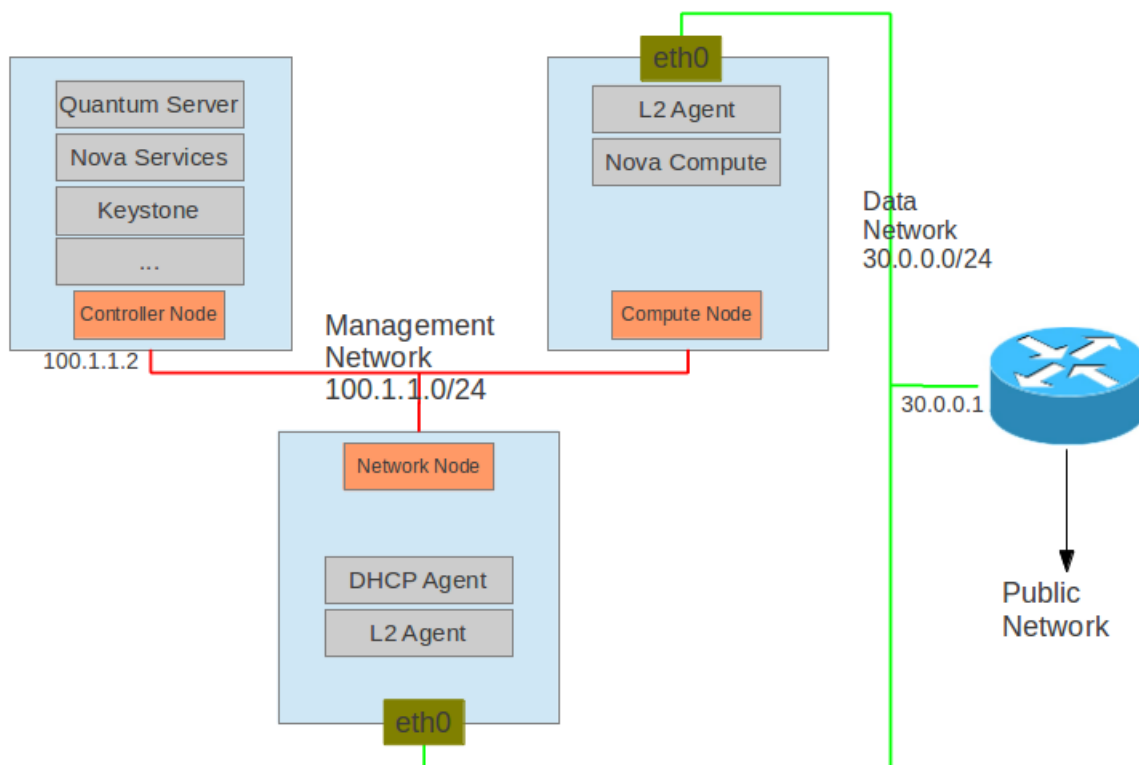 eth0
Quantum Server
Nova Services
Keystone
...
Controller Node
100.1.1.2
L2 Agent
Nova Compute
Compute Node
Management
Network
100.1.1.0/24
Data
Network
30.0.0.0/24
30.0.0.1
Network Node
DHCP Agent
L2 Agent
eth0
Public
Network